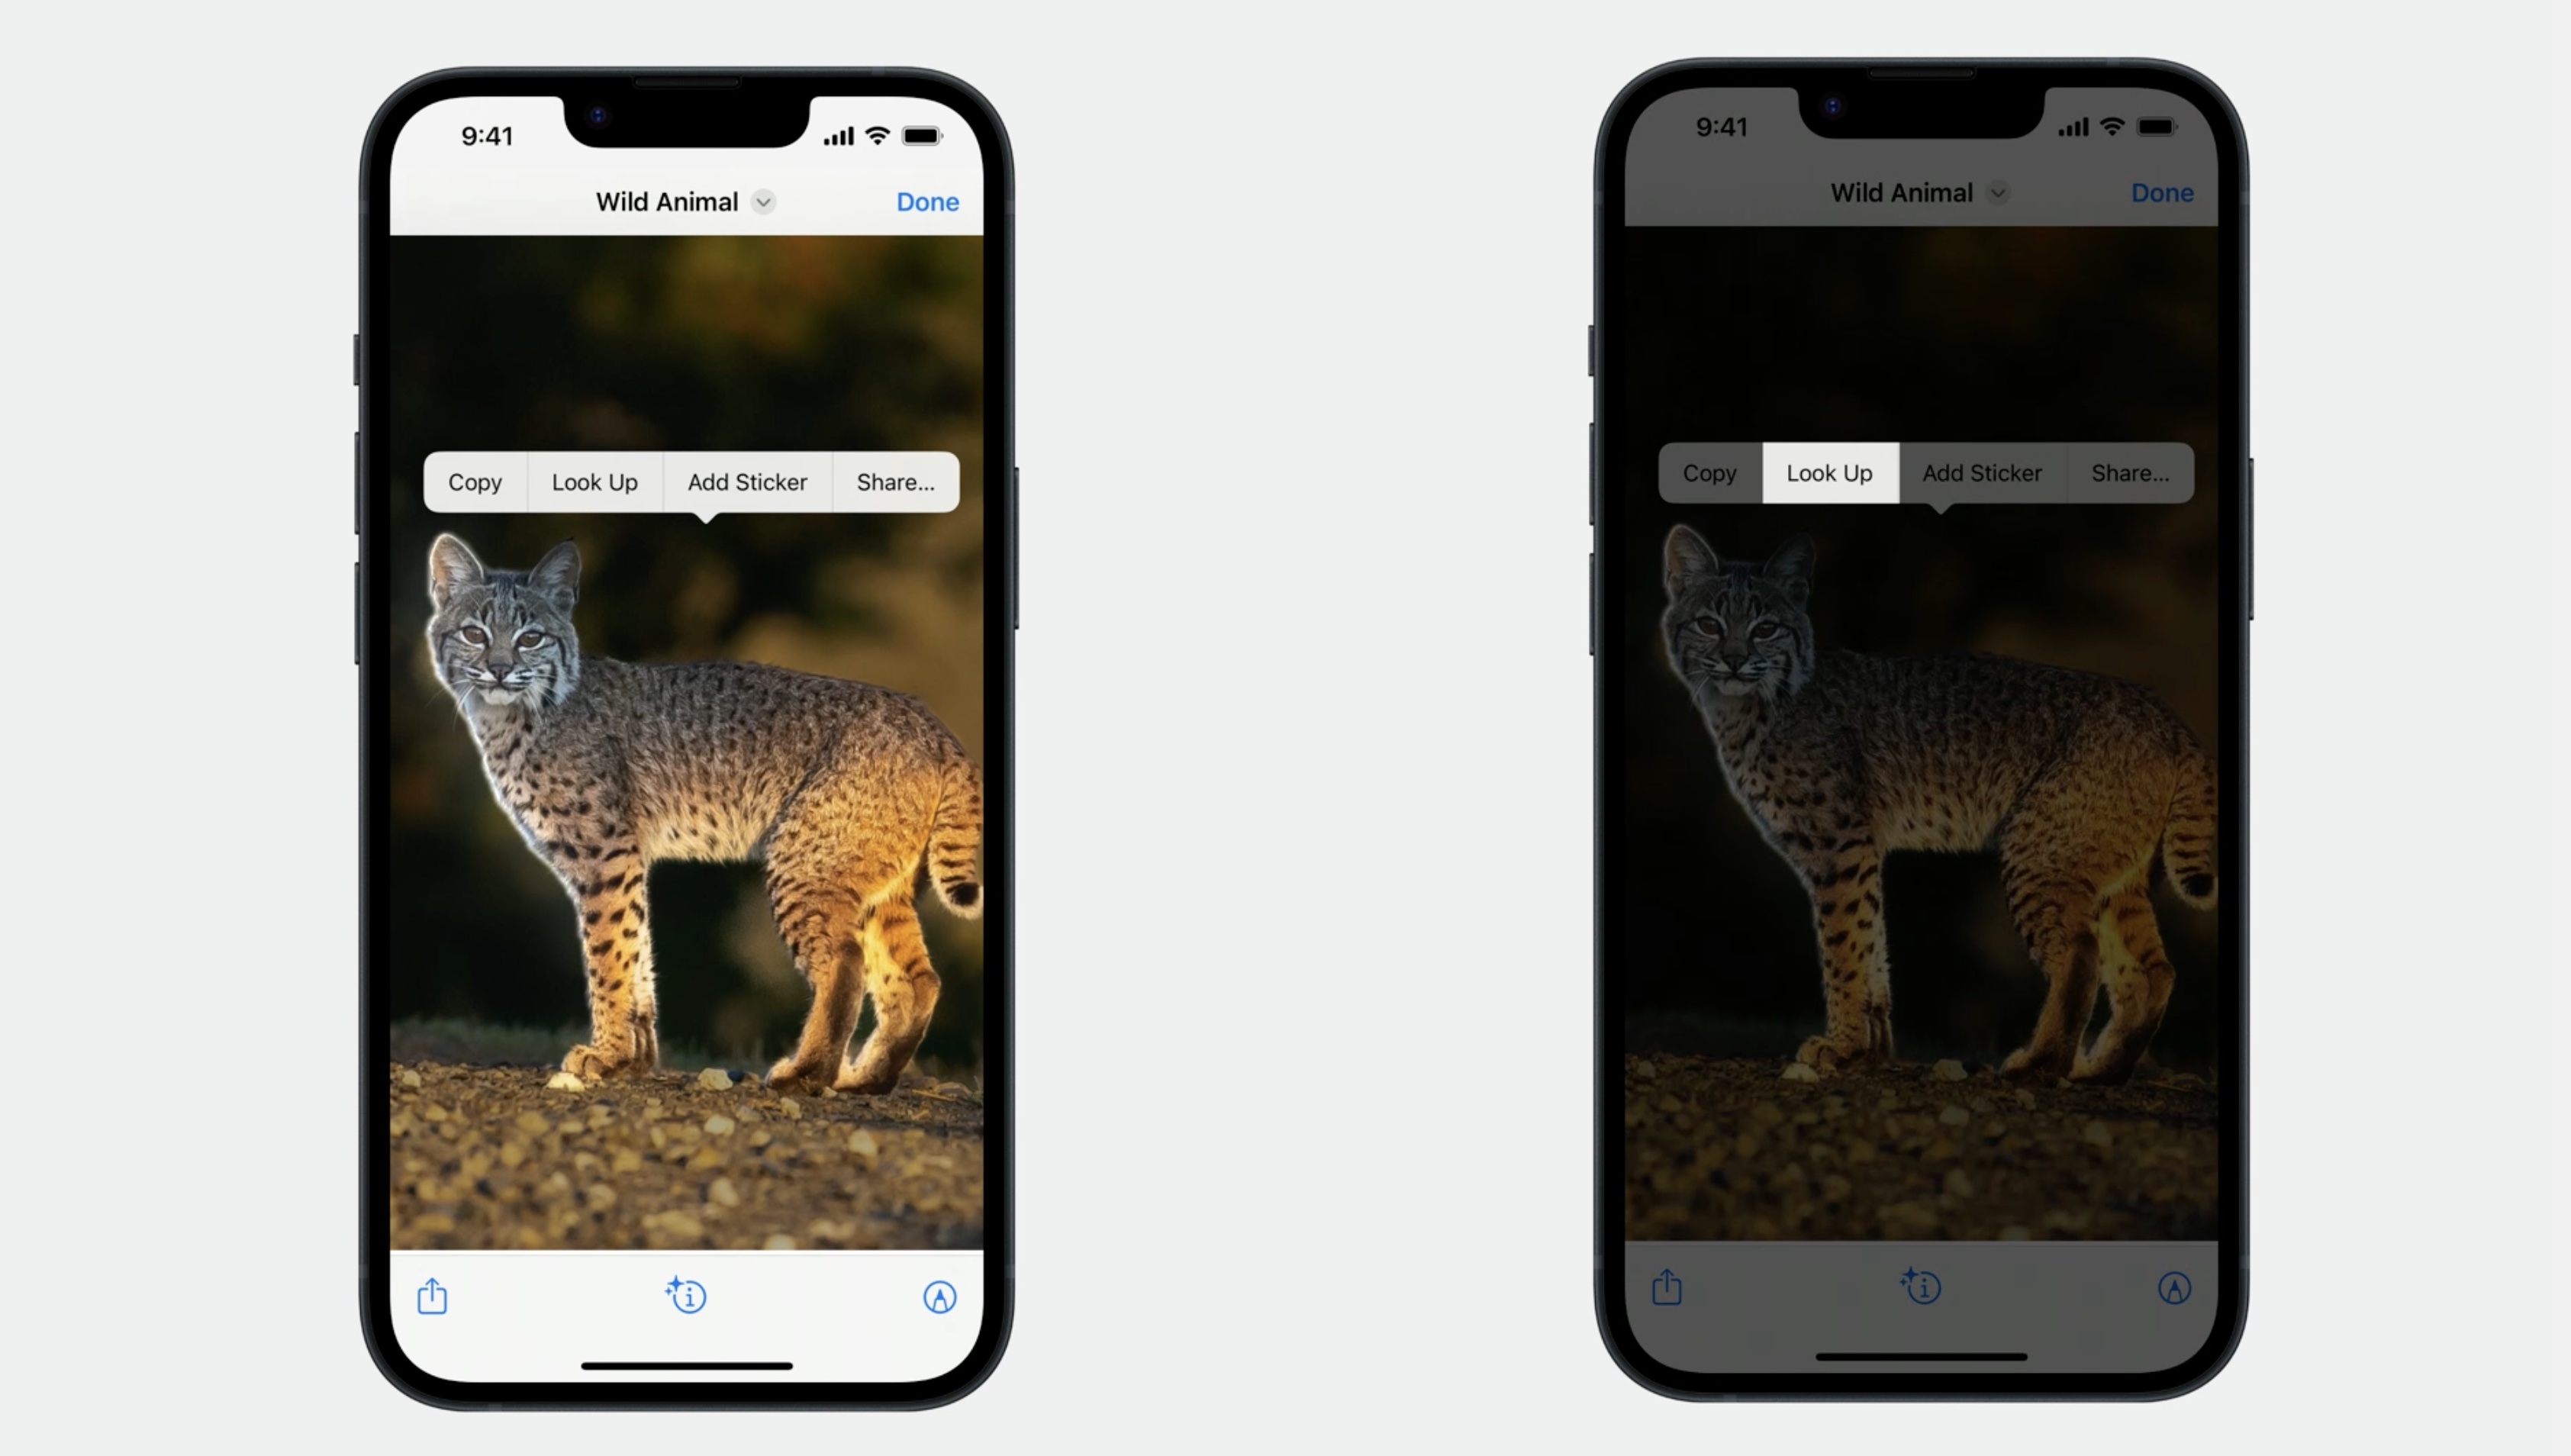 9:41
Wild Animal
Done
Copy
Look Up
Add Sticker
Share...
9:41
Wild Animal
Done
Copy
Look Up
Add Sticker
Share...